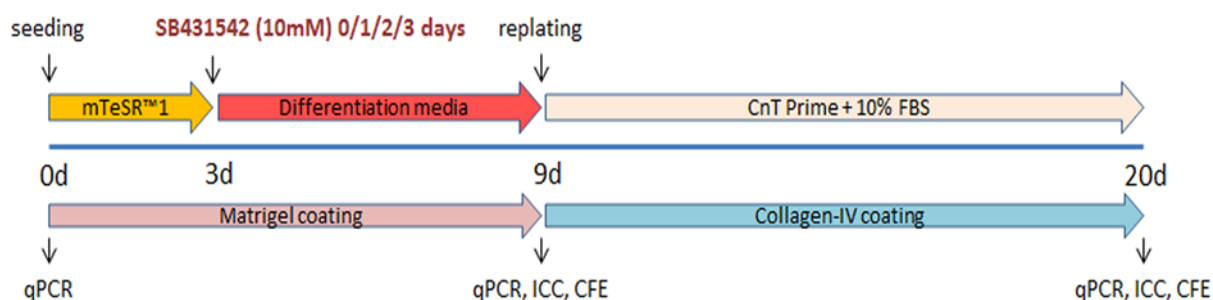 seeding
SB431542 (10mM) 0/1/2/3 days
replating
mTeSR™1
Differentiation media
CnT Prime + 10% FBS
0d
3d
9d
20d
Matrigel coating
Collagen-IV coating
qPCR
qPCR, ICC, CFE
qPCR, ICC, CFE